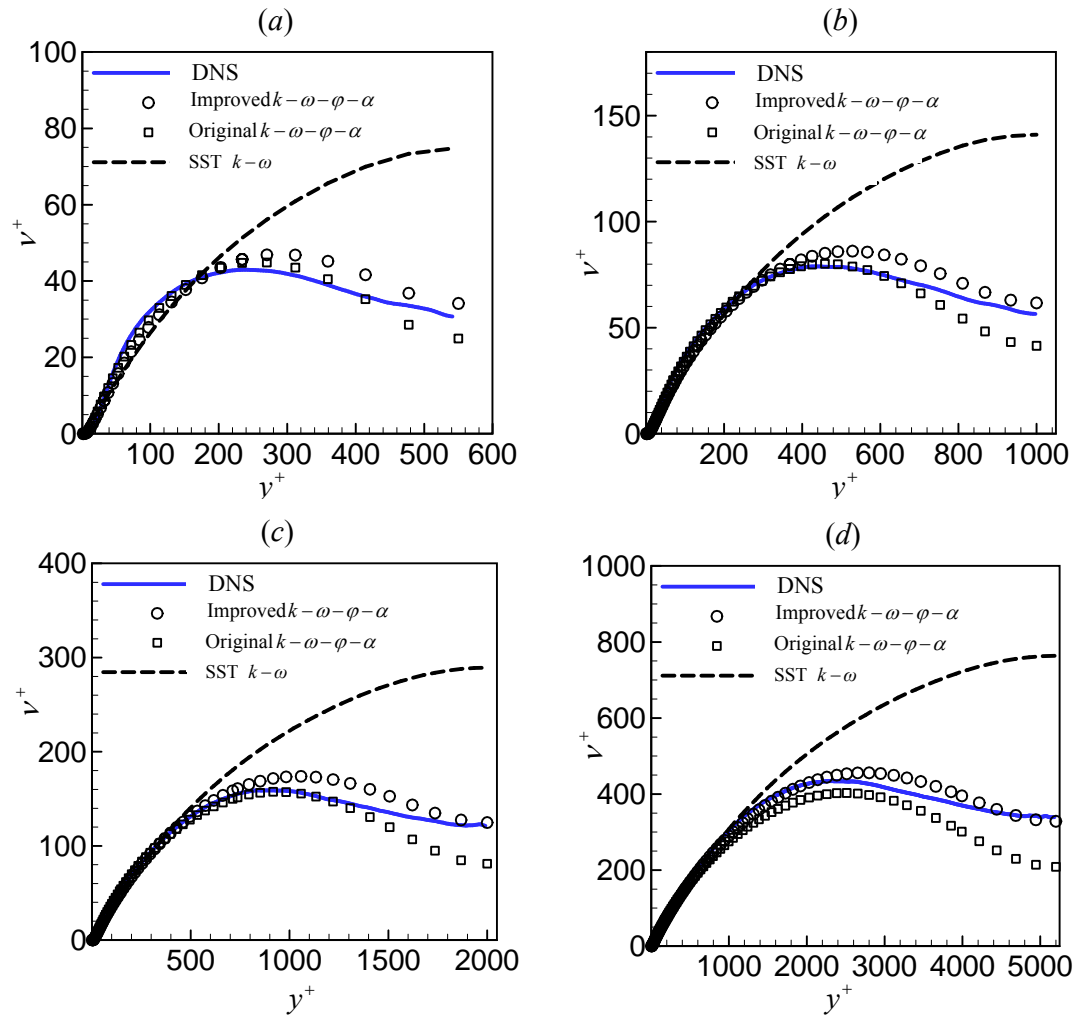 (a)
100
80
60
40
20
0
ν⁺
DNS
Improved k − ω − φ − α
Original k − ω − φ − α
SST k − ω
100 200 300 400 500 600
y⁺
(b)
150
100
50
0
ν⁺
DNS
Improved k − ω − φ − α
Original k − ω − φ − α
SST k − ω
200 400 600 800 1000
y⁺
(c)
400
300
200
100
0
ν⁺
DNS
Improved k − ω − φ − α
Original k − ω − φ − α
SST k − ω
500 1000 1500 2000
y⁺
(d)
1000
800
600
400
200
0
ν⁺
DNS
Improved k − ω − φ − α
Original k − ω − φ − α
SST k − ω
1000 2000 3000 4000 5000
y⁺